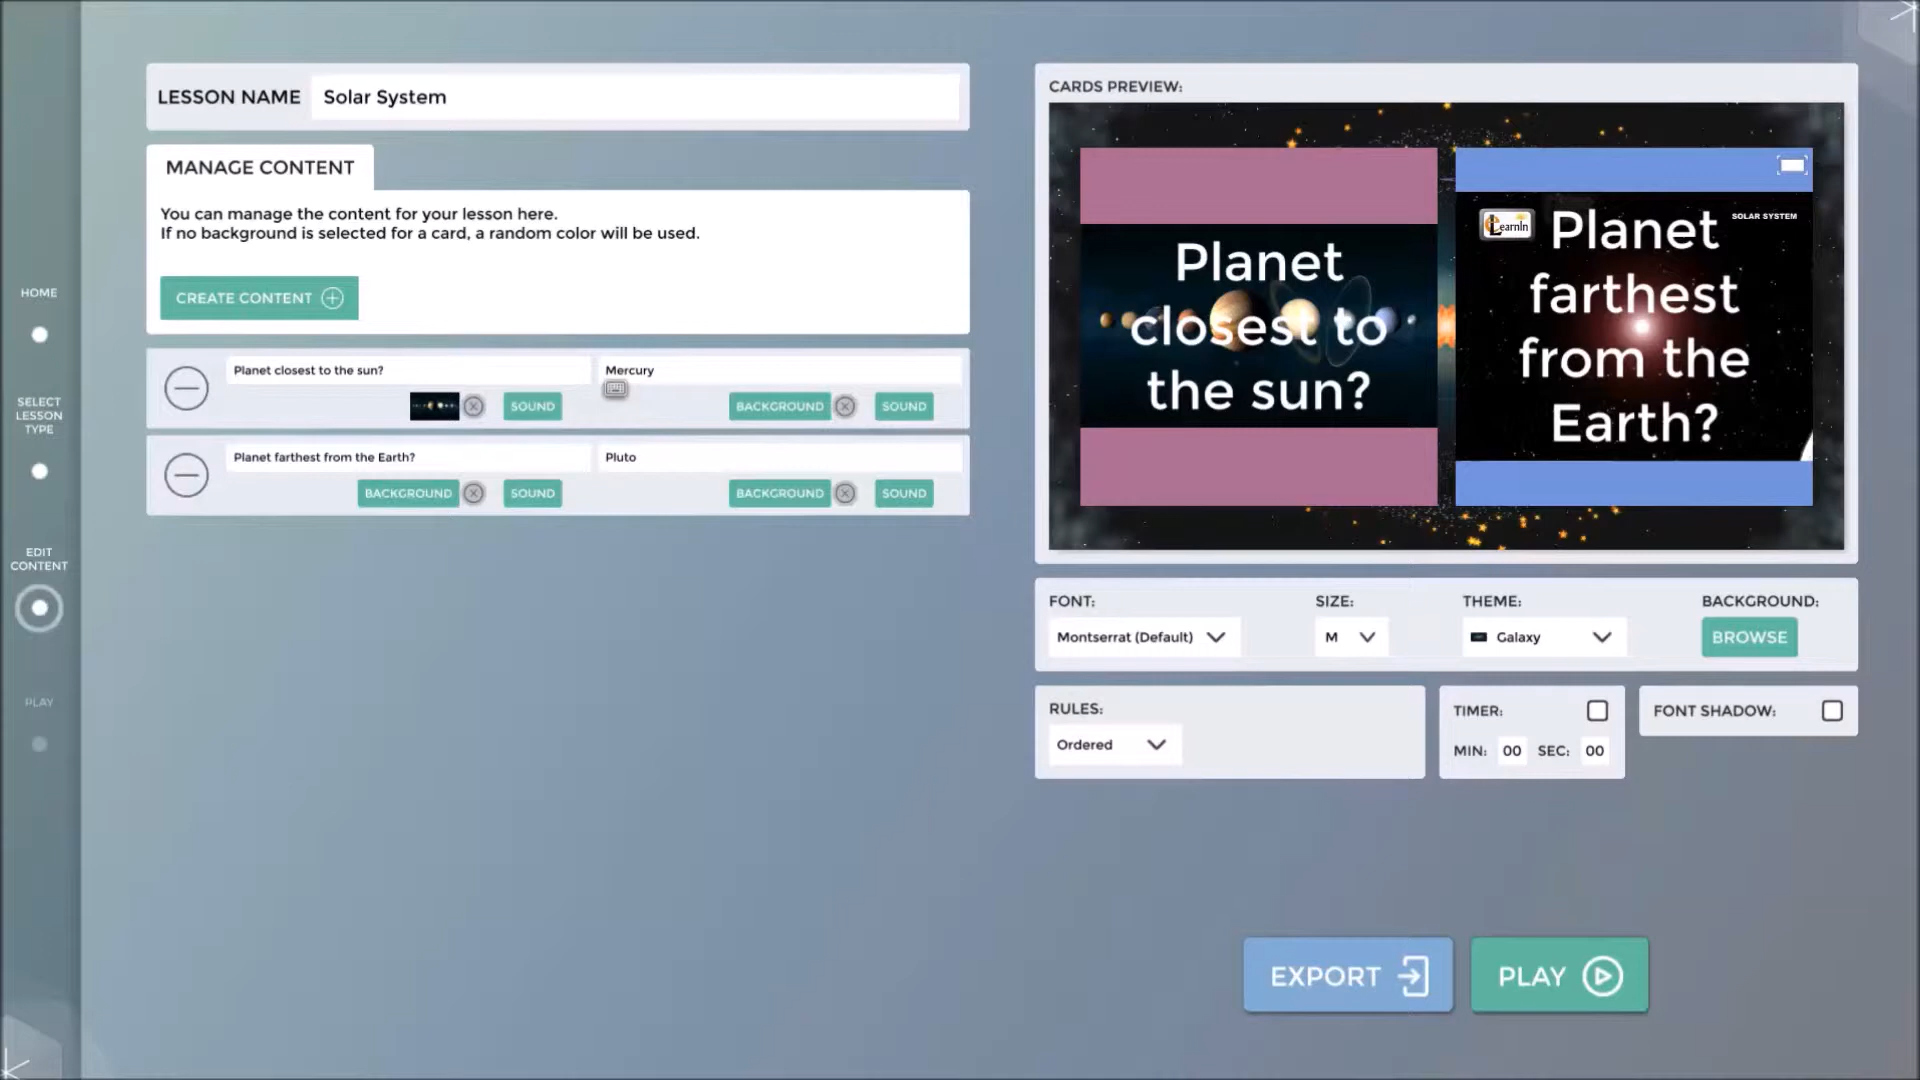 HOME
SELECT
LESSON
TYPE
EDIT
CONTENT
PLAY
LESSON NAME
Solar System
MANAGE CONTENT
You can manage the content for your lesson here.
If no background is selected for a card, a random color will be used.
CREATE CONTENT
Planet closest to the sun?
Mercury
SOUND
BACKGROUND
SOUND
Planet farthest from the Earth?
Pluto
BACKGROUND
SOUND
BACKGROUND
SOUND
CARDS PREVIEW:
Planet
closest to
the sun?
LearnIn
SOLAR SYSTEM
Planet
farthest
from the
Earth?
FONT:
Montserrat (Default)
SIZE:
M
THEME:
Galaxy
BACKGROUND:
BROWSE
RULES:
Ordered
TIMER:
MIN: 00 SEC: 00
FONT SHADOW:
EXPORT
PLAY